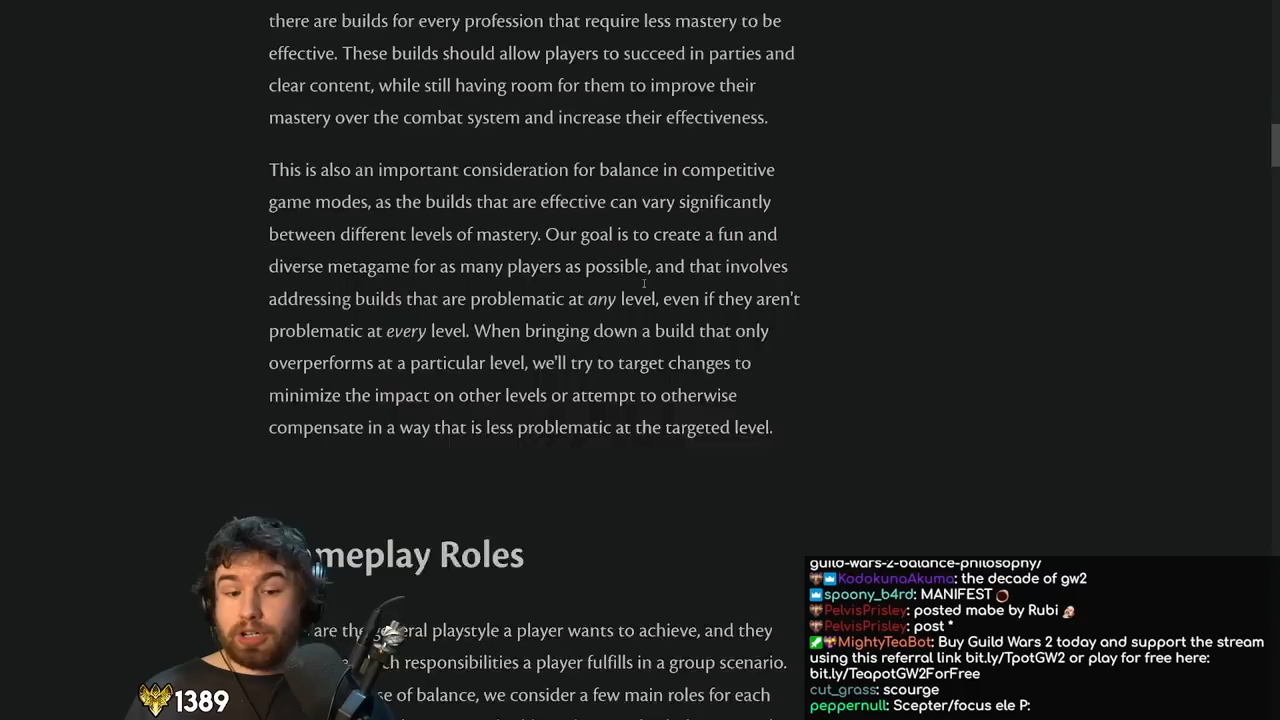 there are builds for every profession that require less mastery to be
effective. These builds should allow players to succeed in parties and
clear content, while still having room for them to improve their
mastery over the combat system and increase their effectiveness.
This is also an important consideration for balance in competitive
game modes, as the builds that are effective can vary significantly
between different levels of mastery. Our goal is to create a fun and
diverse metagame for as many players as possible, and that involves
addressing builds that are problematic at any level, even if they aren't
problematic at every level. When bringing down a build that only
overperforms at a particular level, we'll try to target changes to
minimize the impact on other levels or attempt to otherwise
compensate in a way that is less problematic at the targeted level.
meplay Roles
are the general playstyle a player wants to achieve, and they
ch responsibilities a player fulfills in a group scenario.
se of balance, we consider a few main roles for each
1389
guild-wars-2-balance-philosophy/
KodokunaAkuma: the decade of gw2
spoony_b4rd: MANIFEST
PelvisPrisley: posted mabe by Rubi
PelvisPrisley: post *
MightyTeaBot: Buy Guild Wars 2 today and support the stream
using this referral link bit.ly/TpotGW2 or play for free here:
bit.ly/TeapotGW2ForFree
cut_grass: scourge
peppernull: Scepter/focus ele P: